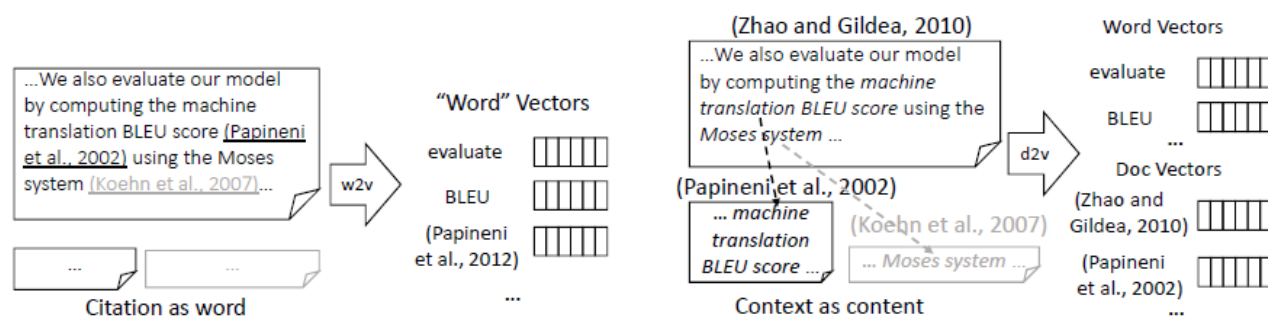 ...We also evaluate our model
by computing the machine
translation BLEU score (Papineni
et al., 2002) using the Moses
system (Koehn et al., 2007)...
...
...
Citation as word
w2v
“Word” Vectors
evaluate
BLEU
(Papineni
et al., 2012)
...
(Zhao and Gildea, 2010)
...We also evaluate our model by
computing the machine
translation BLEU score using the
Moses system ...
(Papineni et al., 2002)
... machine
translation
BLEU score ...
(Koehn et al., 2007)
... Moses system ...
Context as content
d2v
Word Vectors
evaluate
BLEU
...
Doc Vectors
(Zhao and
Gildea, 2010)
(Papineni et
al., 2002)
...